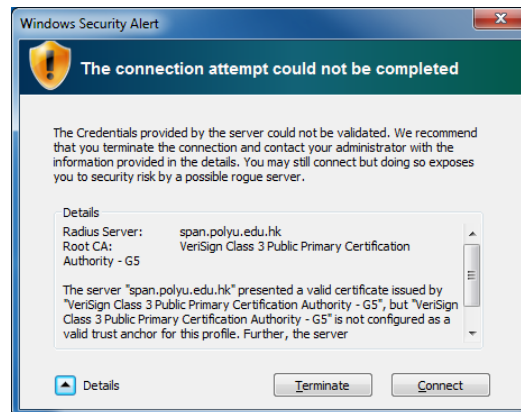 Windows Security Alert
The connection attempt could not be completed
The Credentials provided by the server could not be validated. We recommend
that you terminate the connection and contact your administrator with the
information provided in the details. You may still connect but doing so exposes
you to security risk by a possible rogue server.
Details
Radius Server: span.polyu.edu.hk
Root CA: VeriSign Class 3 Public Primary Certification
Authority - G5
The server "span.polyu.edu.hk" presented a valid certificate issued by
"VeriSign Class 3 Public Primary Certification Authority - G5", but "VeriSign
Class 3 Public Primary Certification Authority - G5" is not configured as a
valid trust anchor for this profile. Further, the server
Details
Terminate
Connect